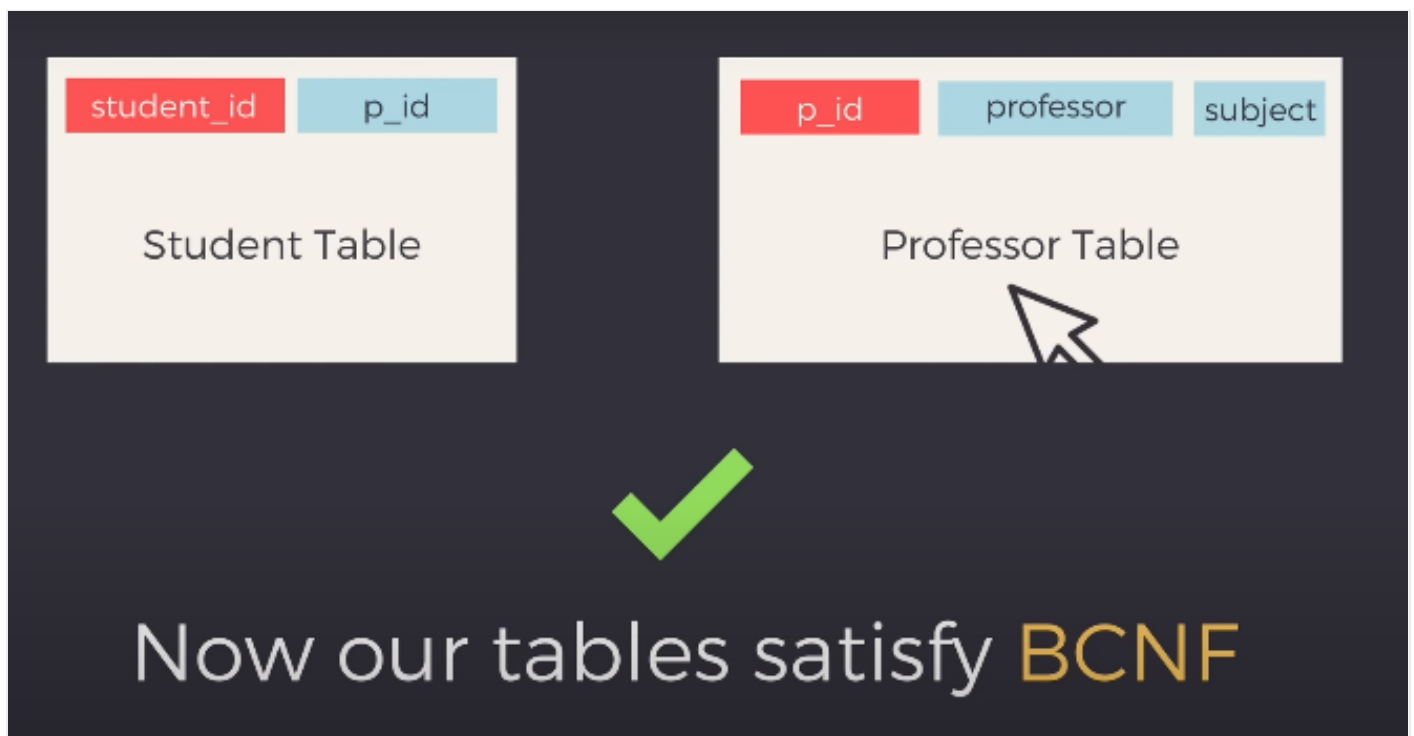 student_id p_id
Student Table
p_id professor subject
Professor Table
Now our tables satisfy BCNF